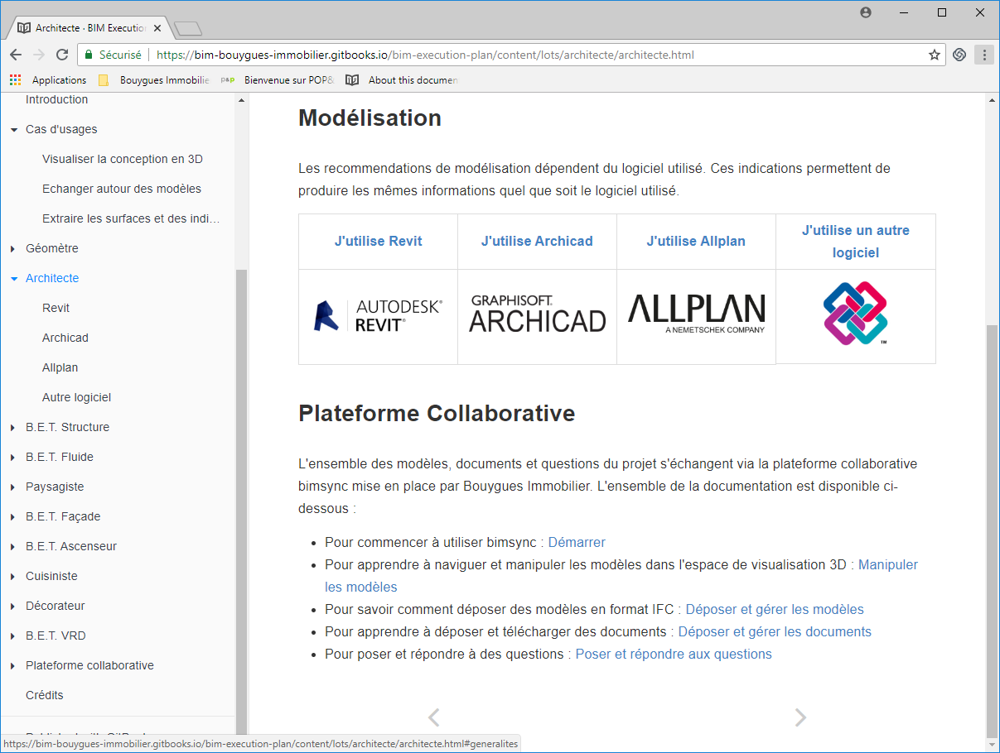 Architecte · BIM Execution
Sécurisé
https://bim-bouygues-immobilier.gitbooks.io/bim-execution-plan/content/lots/architecte/architecte.html
Applications
Bouygues Immobilie
P&P
Bienvenue sur POP&
About this documen
Introduction
Cas d'usages
Visualiser la conception en 3D
Echanger autour des modèles
Extraire les surfaces et des indi…
Géomètre
Architecte
Revit
Archicad
Allplan
Autre logiciel
B.E.T. Structure
B.E.T. Fluide
Paysagiste
B.E.T. Façade
B.E.T. Ascenseur
Cuisiniste
Décorateur
B.E.T. VRD
Plateforme collaborative
Crédits
Modélisation
Les recommendations de modélisation dépendent du logiciel utilisé. Ces indications permettent de
produire les mêmes informations quel que soit le logiciel utilisé.
J'utilise Revit
J'utilise Archicad
J'utilise Allplan
J'utilise un autre
logiciel
AUTODESK®
REVIT®
GRAPHISOFT.
ARCHICAD
ALLPLAN
A NEMETSCHEK COMPANY
™
Plateforme Collaborative
L'ensemble des modèles, documents et questions du projet s'échangent via la plateforme collaborative
bimsync mise en place par Bouygues Immobilier. L'ensemble de la documentation est disponible ci-
dessous :
• Pour commencer à utiliser bimsync : Démarrer
• Pour apprendre à naviguer et manipuler les modèles dans l'espace de visualisation 3D : Manipuler
les modèles
• Pour savoir comment déposer des modèles en format IFC : Déposer et gérer les modèles
• Pour apprendre à déposer et télécharger des documents : Déposer et gérer les documents
• Pour poser et répondre à des questions : Poser et répondre aux questions
https://bim-bouygues-immobilier.gitbooks.io/bim-execution-plan/content/lots/architecte/architecte.html#generalites